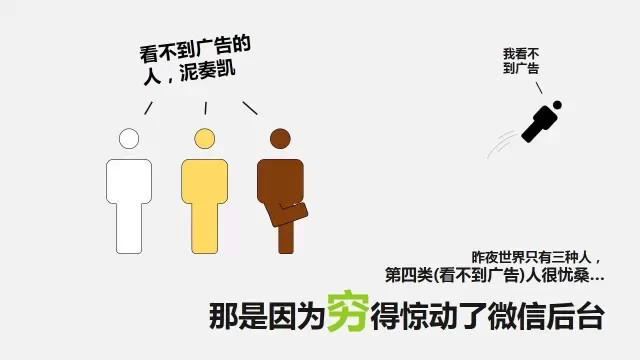 看不到广告的
人，泥奏凯
我看不
到广告
昨夜世界只有三种人，
第四类(看不到广告)人很忧桑...
那是因为穷得惊动了微信后台